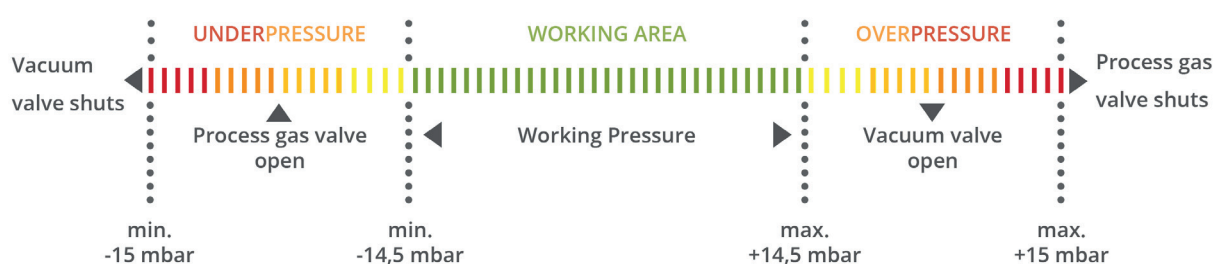 UNDERPRESSURE
WORKING AREA
OVERPRESSURE
Vacuum
valve shuts
Process gas
valve shuts
Process gas valve
open
Working Pressure
Vacuum valve
open
min.
-15 mbar
min.
-14,5 mbar
max.
+14,5 mbar
max.
+15 mbar